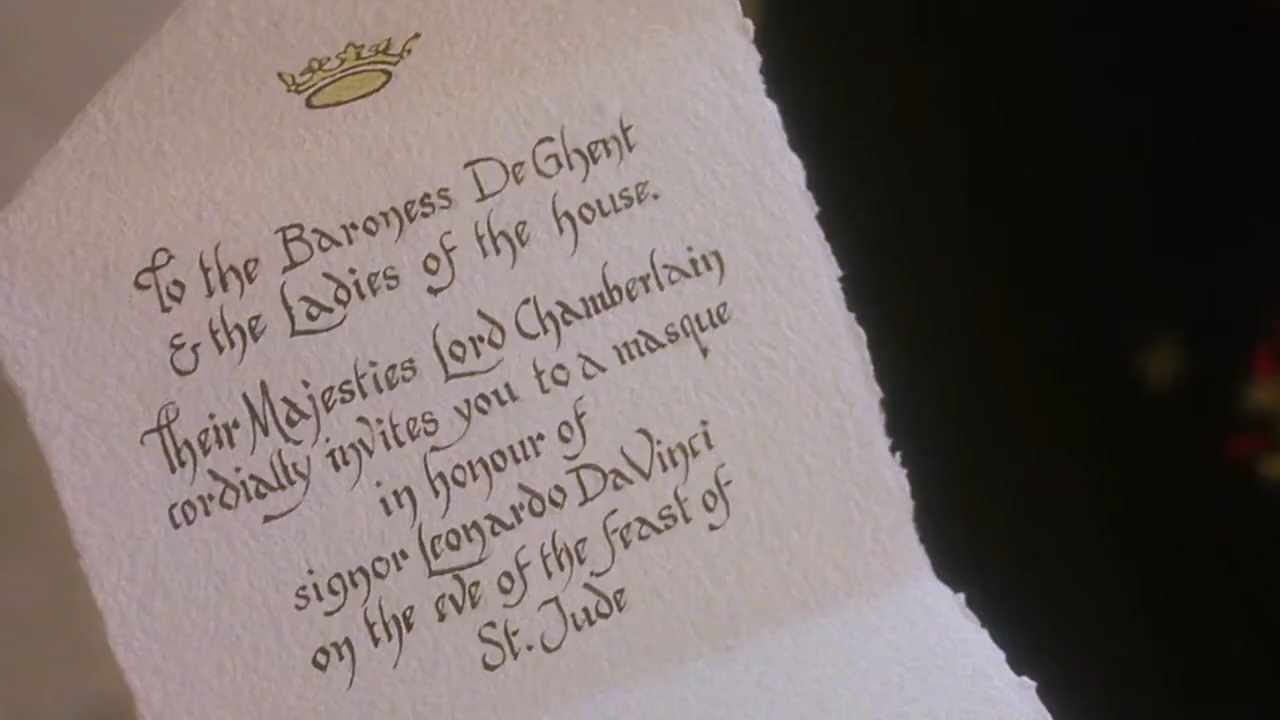 To the Baroness De Ghent
& the Ladies of the house.
Their Majesties Lord Chamberlain
cordially invites you to a masque
in honour of
signor Leonardo DaVinci
on the eve of the feast of
St. Jude